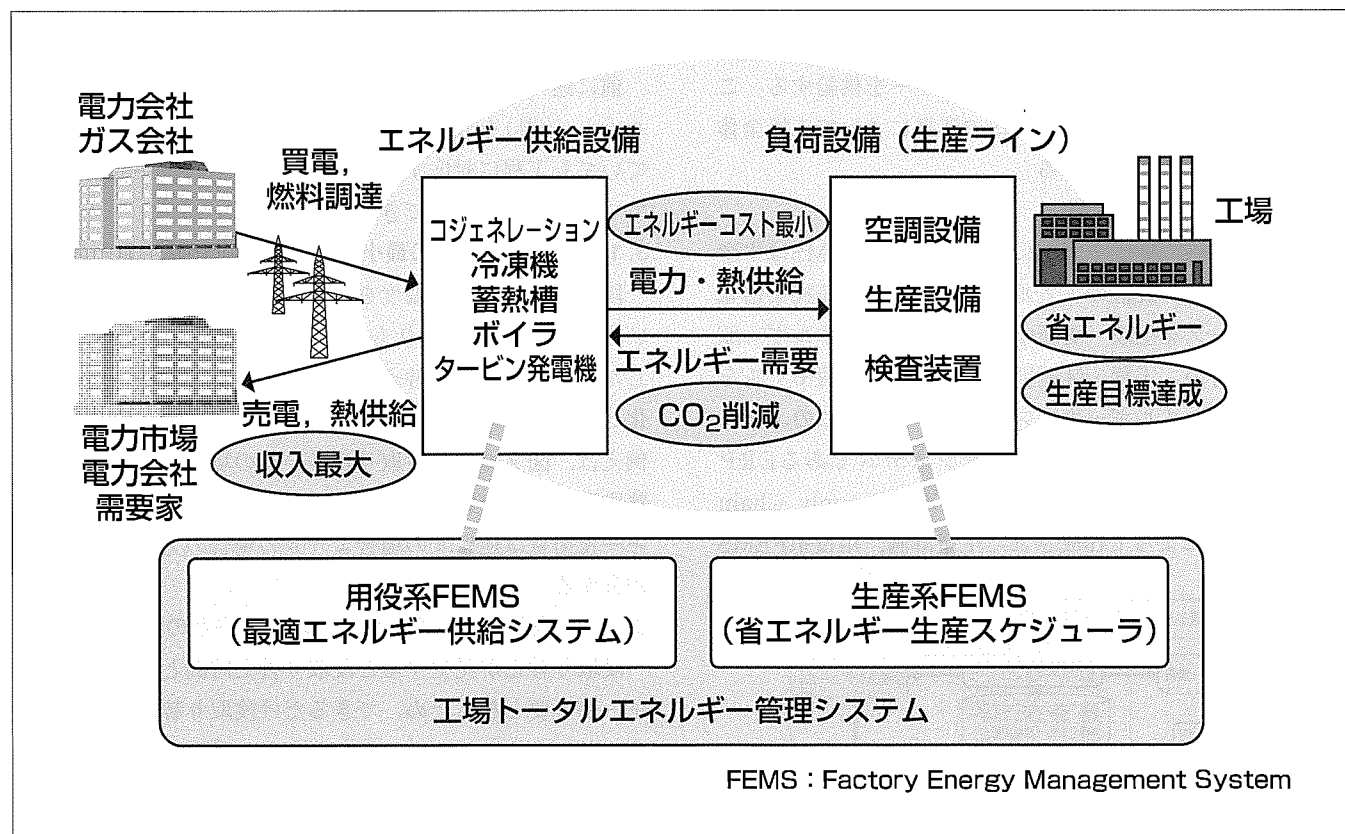 電力会社
ガス会社
買電,
燃料調達
エネルギー供給設備
負荷設備（生産ライン）
工場
コジェネレーション
冷凍機
蓄熱槽
ボイラ
タービン発電機
エネルギーコスト最小
電力・熱供給
エネルギー需要
CO₂削減
空調設備
生産設備
検査装置
省エネルギー
生産目標達成
売電, 熱供給
収入最大
電力市場
電力会社
需要家
用役系FEMS
（最適エネルギー供給システム）
生産系FEMS
（省エネルギー生産スケジューラ）
工場トータルエネルギー管理システム
FEMS：Factory Energy Management System